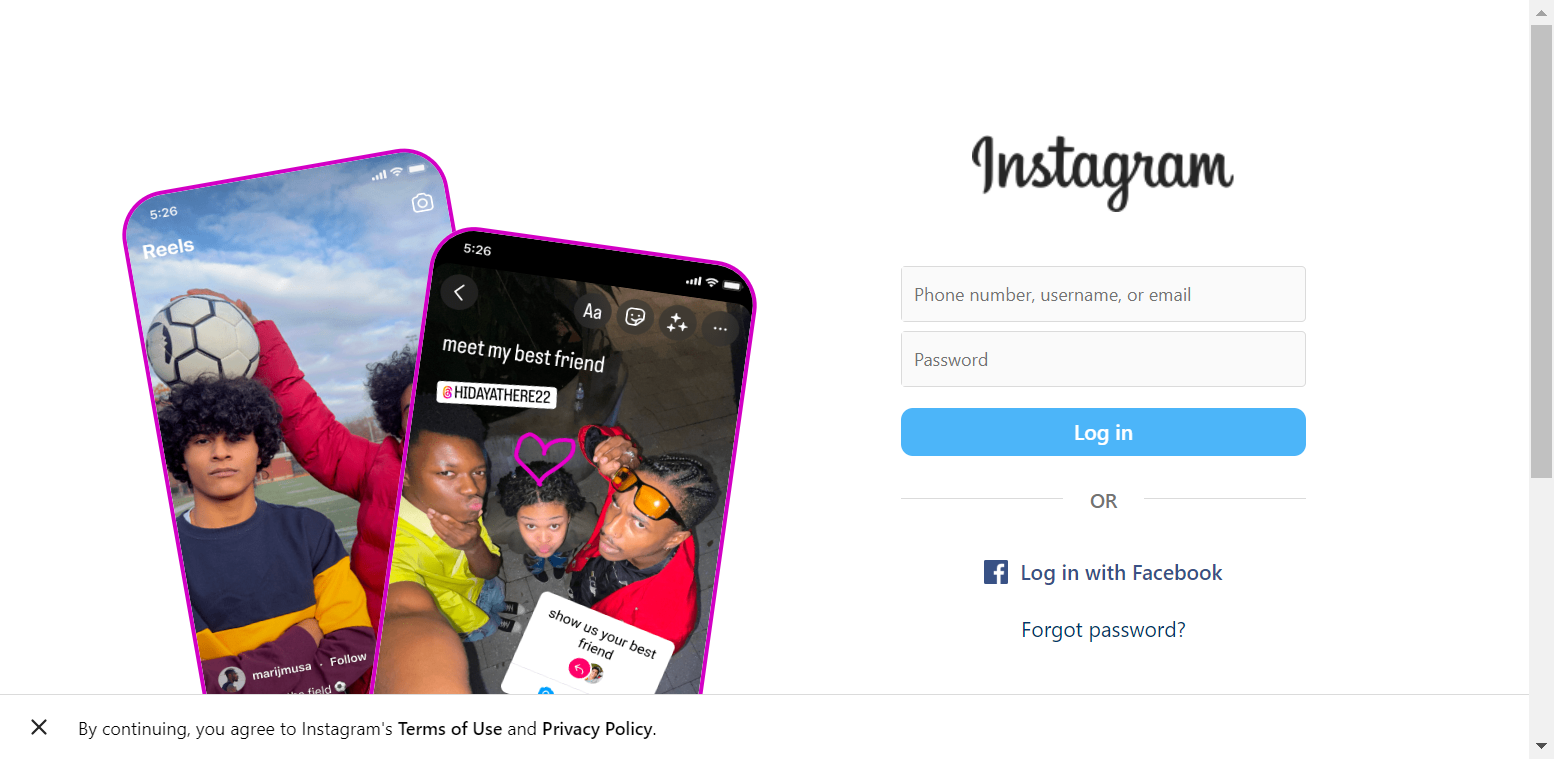 Instagram
5:26
Reels
5:26
Aa
meet my best friend
@HIDAYATHERE22
show us your best
friend
marijmusa · Follow
the field
Phone number, username, or email
Password
Log in
OR
Log in with Facebook
Forgot password?
By continuing, you agree to Instagram's Terms of Use and Privacy Policy.